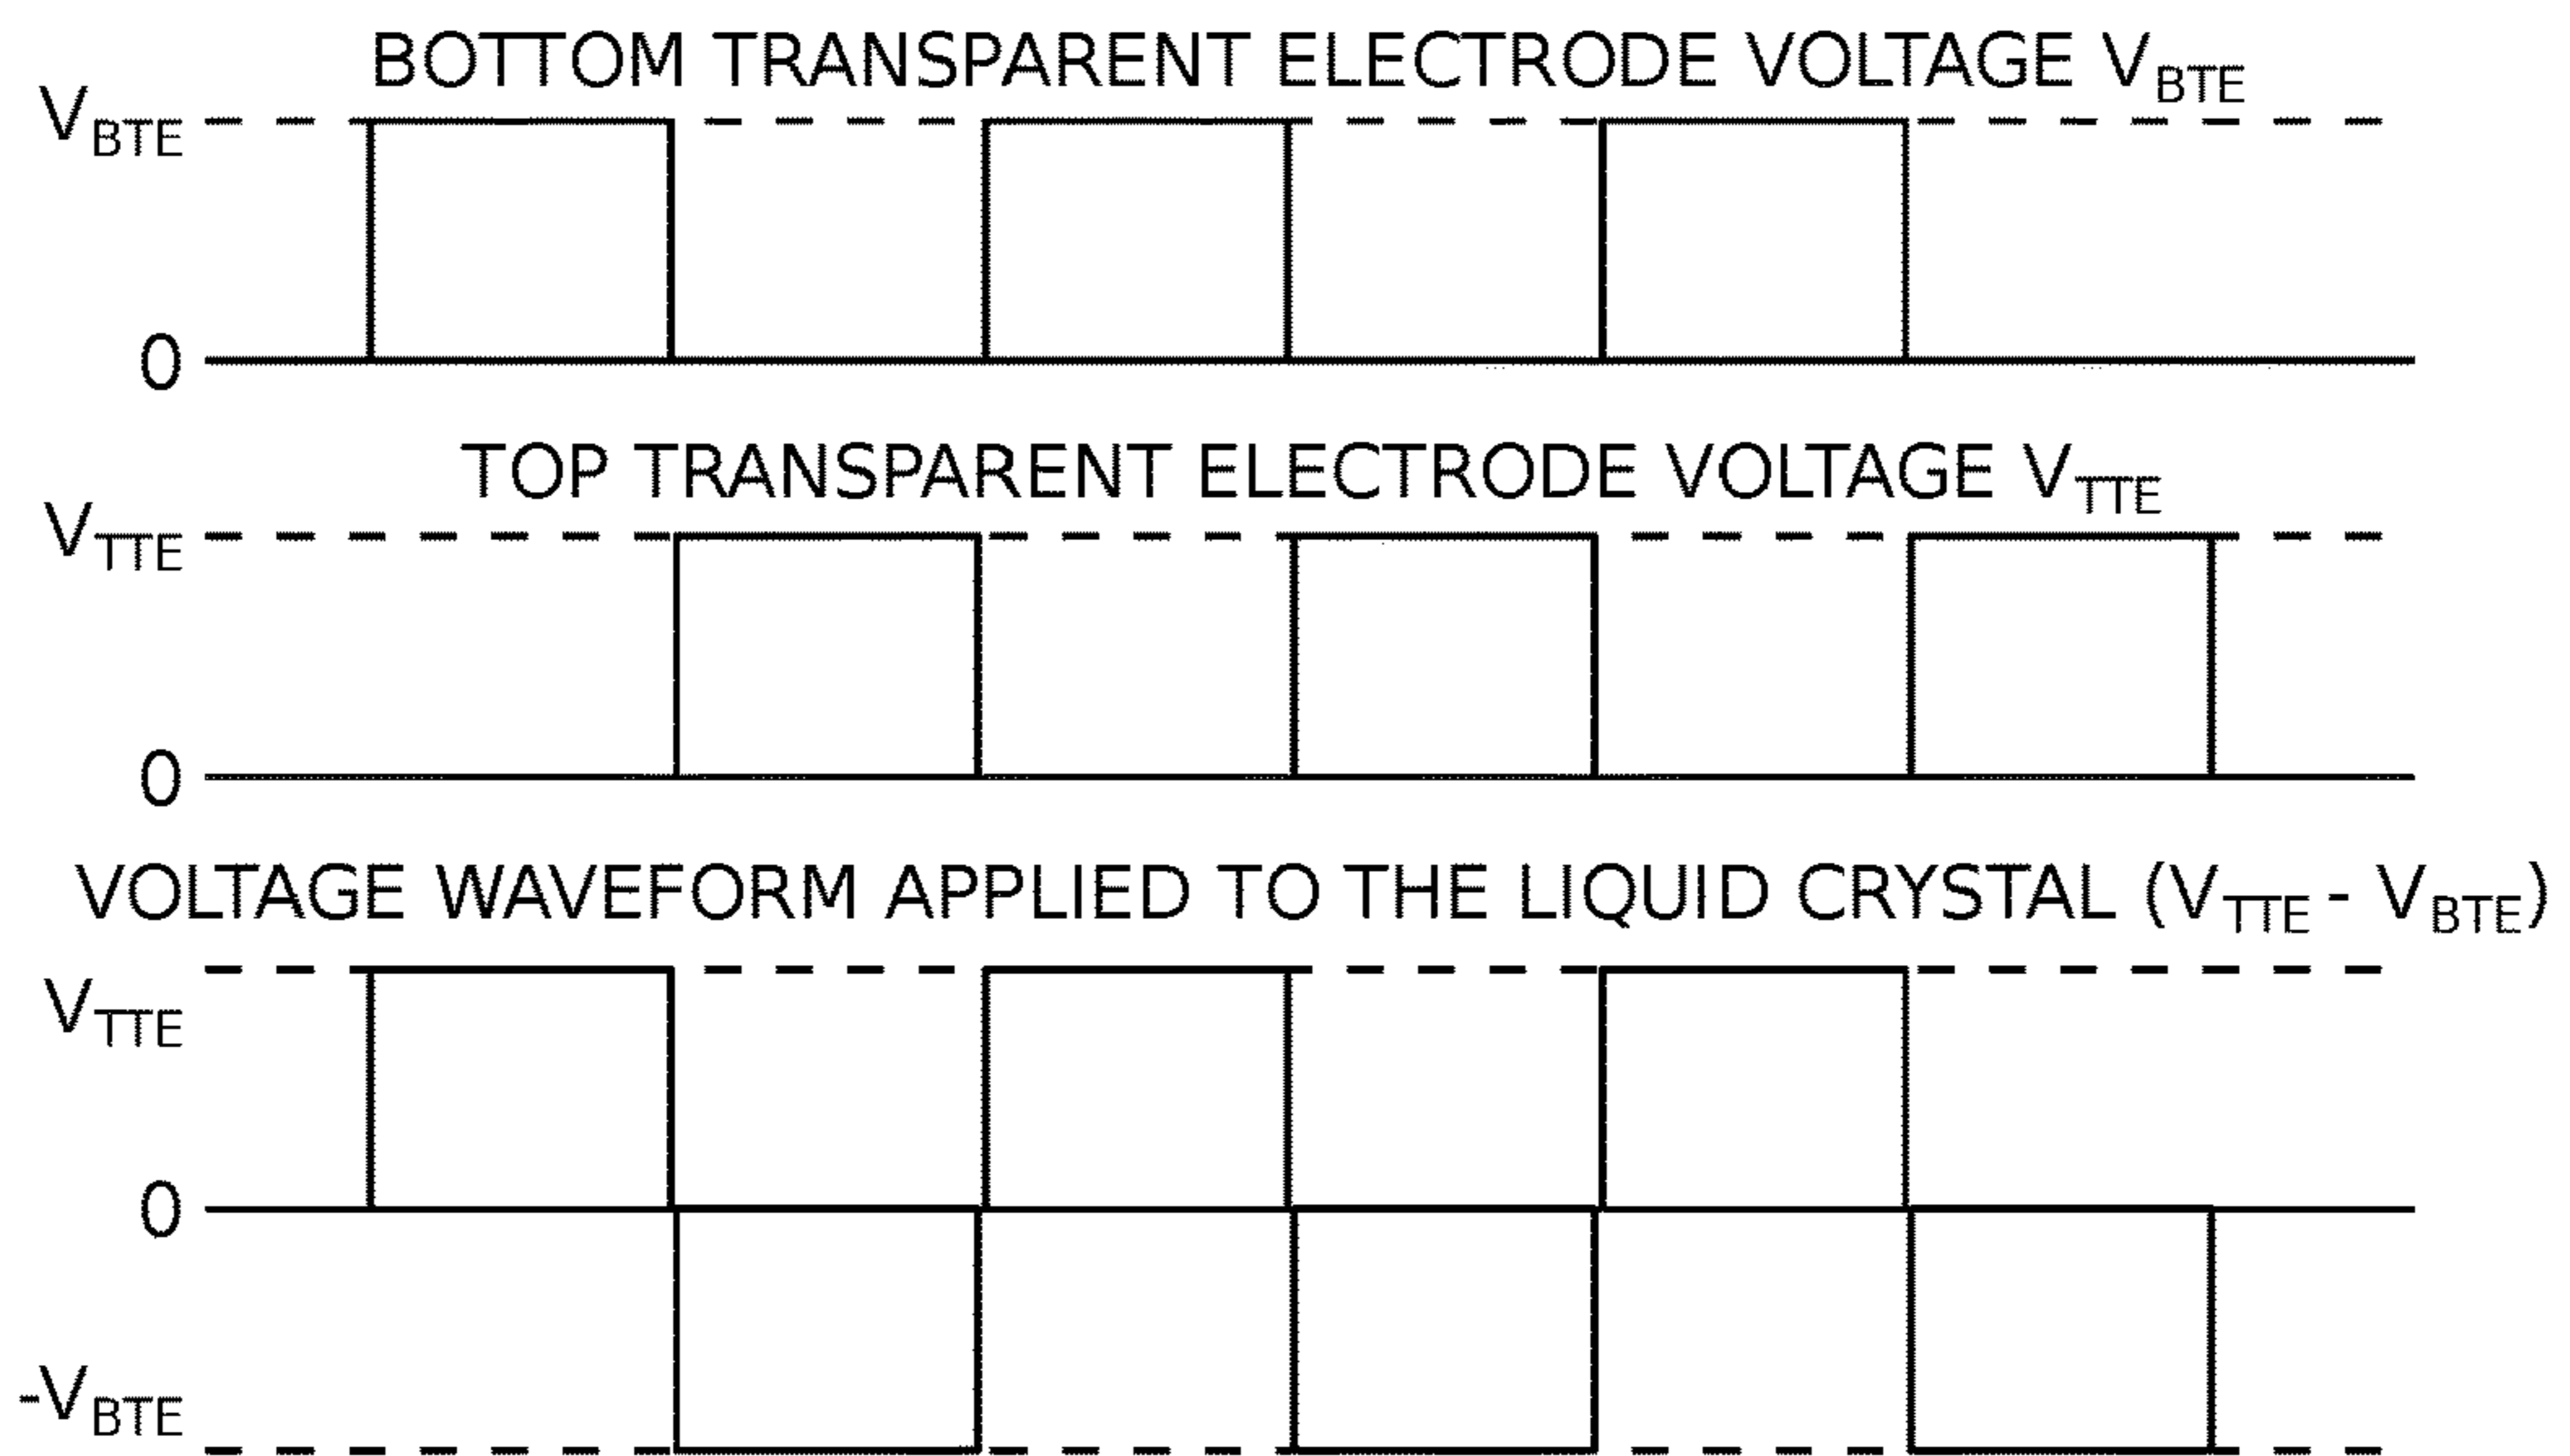 BOTTOM TRANSPARENT ELECTRODE VOLTAGE VBTE
VBTE
0
TOP TRANSPARENT ELECTRODE VOLTAGE VTTE
VTTE
0
VOLTAGE WAVEFORM APPLIED TO THE LIQUID CRYSTAL (VTTE - VBTE)
VTTE
0
-VBTE